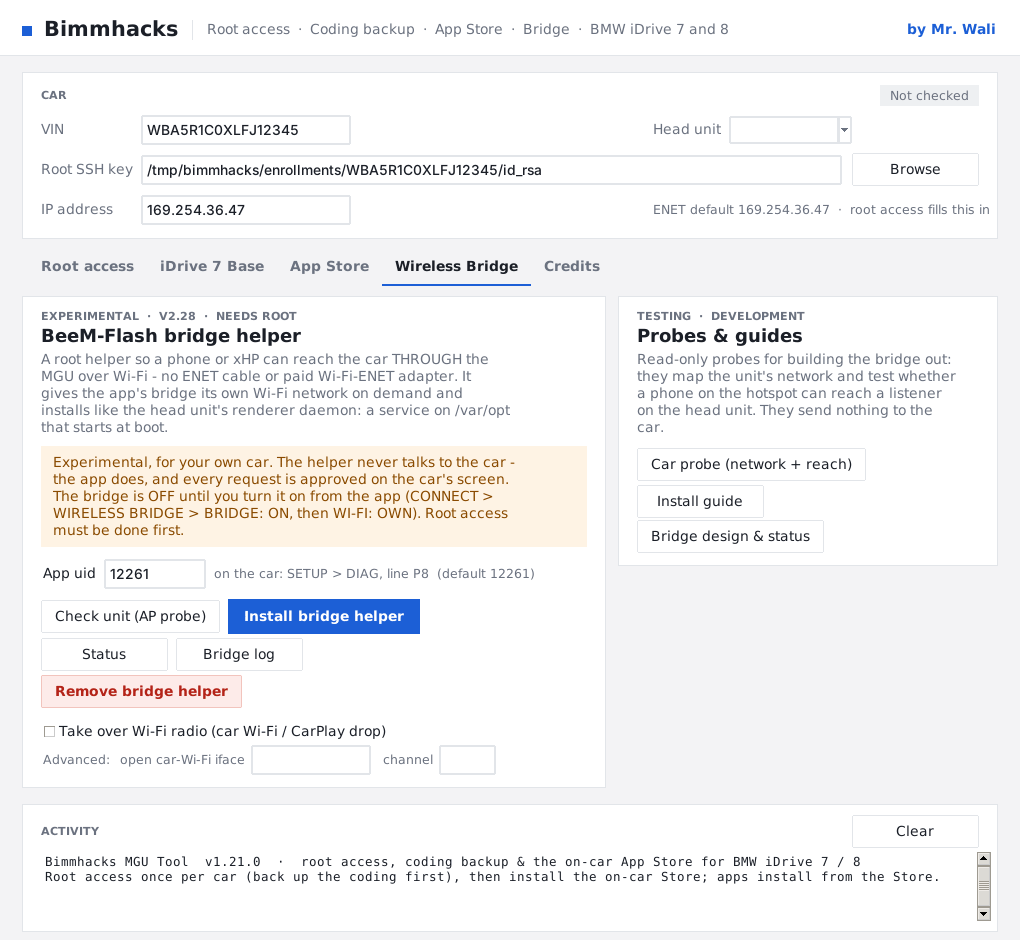 Bimmhacks
Root access · Coding backup · App Store · Bridge · BMW iDrive 7 and 8
by Mr. Wali
CAR
Not checked
VIN
WBA5R1C0XLFJ12345
Head unit
Root SSH key
/tmp/bimmhacks/enrollments/WBA5R1C0XLFJ12345/id_rsa
Browse
IP address
169.254.36.47
ENET default 169.254.36.47 · root access fills this in
Root access
iDrive 7 Base
App Store
Wireless Bridge
Credits
EXPERIMENTAL · V2.28 · NEEDS ROOT
BeeM-Flash bridge helper
A root helper so a phone or xHP can reach the car THROUGH the
MGU over Wi-Fi - no ENET cable or paid Wi-Fi-ENET adapter. It
gives the app's bridge its own Wi-Fi network on demand and
installs like the head unit's renderer daemon: a service on /var/opt
that starts at boot.
Experimental, for your own car. The helper never talks to the car -
the app does, and every request is approved on the car's screen.
The bridge is OFF until you turn it on from the app (CONNECT >
WIRELESS BRIDGE > BRIDGE: ON, then WI-FI: OWN). Root access
must be done first.
App uid
12261
on the car: SETUP > DIAG, line P8 (default 12261)
Check unit (AP probe)
Install bridge helper
Status
Bridge log
Remove bridge helper
Take over Wi-Fi radio (car Wi-Fi / CarPlay drop)
Advanced: open car-Wi-Fi iface
channel
TESTING · DEVELOPMENT
Probes & guides
Read-only probes for building the bridge out:
they map the unit's network and test whether
a phone on the hotspot can reach a listener
on the head unit. They send nothing to the
car.
Car probe (network + reach)
Install guide
Bridge design & status
ACTIVITY
Clear
Bimmhacks MGU Tool v1.21.0 · root access, coding backup & the on-car App Store for BMW iDrive 7 / 8
Root access once per car (back up the coding first), then install the on-car Store; apps install from the Store.